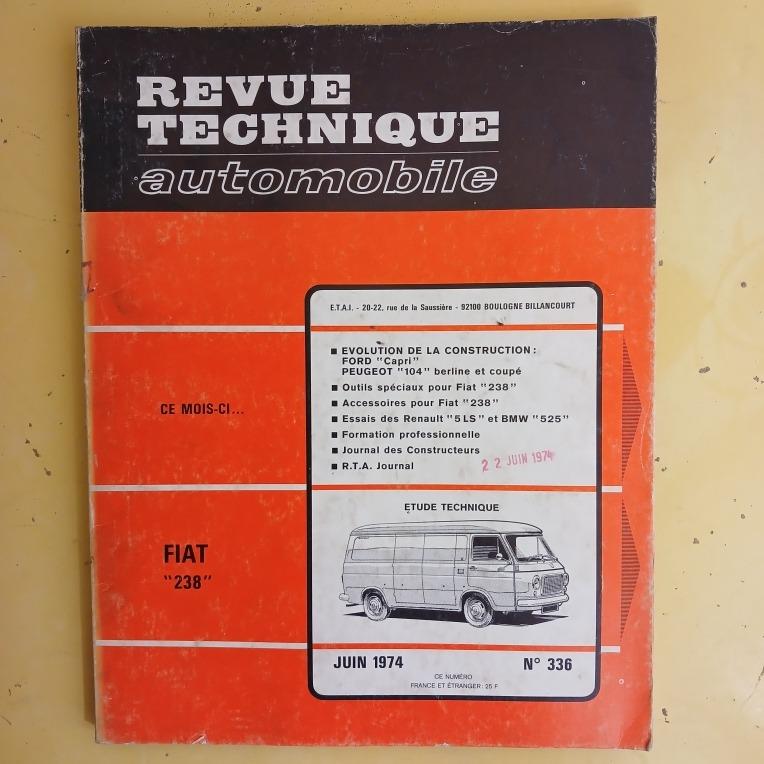 REVUE
TECHNIQUE
automobile
E.T.A.I. - 20-22, rue de la Saussière - 92100 BOULOGNE BILLANCOURT
CE MOIS-CI...
■ EVOLUTION DE LA CONSTRUCTION :
FORD "Capri"
PEUGEOT "104" berline et coupé
■ Outils spéciaux pour Fiat "238"
■ Accessoires pour Fiat "238"
■ Essais des Renault "5 LS" et BMW "525"
■ Formation professionnelle
■ Journal des Constructeurs
■ R.T.A. Journal
22 JUIN 1974
FIAT
"238"
ETUDE TECHNIQUE
JUIN 1974 N° 336
CE NUMÉRO
FRANCE ET ÉTRANGER : 25 F